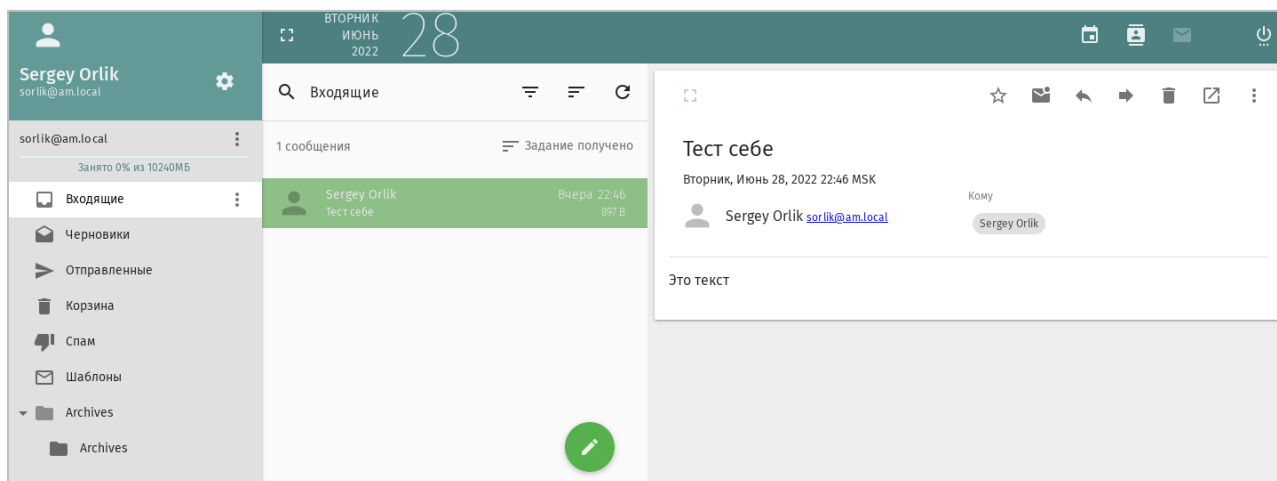 ВТОРНИК
ИЮНЬ
2022
28
Sergey Orlik
sorlik@am.local
sorlik@am.local
Занято 0% из 10240МБ
Входящие
Черновики
Отправленные
Корзина
Спам
Шаблоны
Archives
Archives
Входящие
1 сообщения
Задание получено
Sergey Orlik
Вчера 22:46
Тест себе
897 B
Тест себе
Вторник, Июнь 28, 2022 22:46 MSK
Sergey Orlik sorlik@am.local
Кому
Sergey Orlik
Это текст